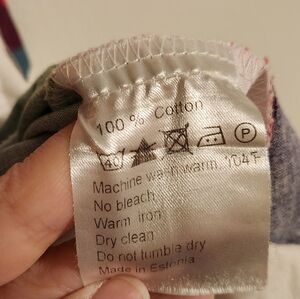 100 % Cotton
40 P
Machine wash warm 104°F
No bleach
Warm iron
Dry clean
Do not tumble dry
Made in Estonia